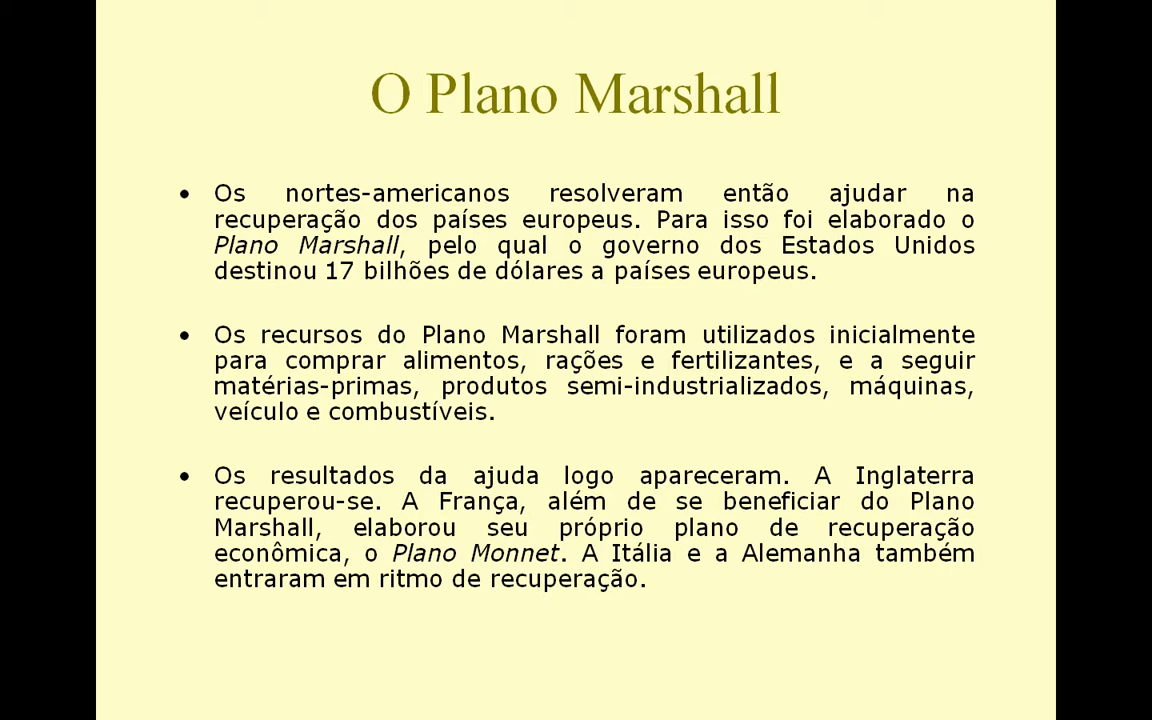 O Plano Marshall
• Os nortes-americanos resolveram então ajudar na
recuperação dos países europeus. Para isso foi elaborado o
Plano Marshall, pelo qual o governo dos Estados Unidos
destinou 17 bilhões de dólares a países europeus.
• Os recursos do Plano Marshall foram utilizados inicialmente
para comprar alimentos, rações e fertilizantes, e a seguir
matérias-primas, produtos semi-industrializados, máquinas,
veículo e combustíveis.
• Os resultados da ajuda logo apareceram. A Inglaterra
recuperou-se. A França, além de se beneficiar do Plano
Marshall, elaborou seu próprio plano de recuperação
econômica, o Plano Monnet. A Itália e a Alemanha também
entraram em ritmo de recuperação.